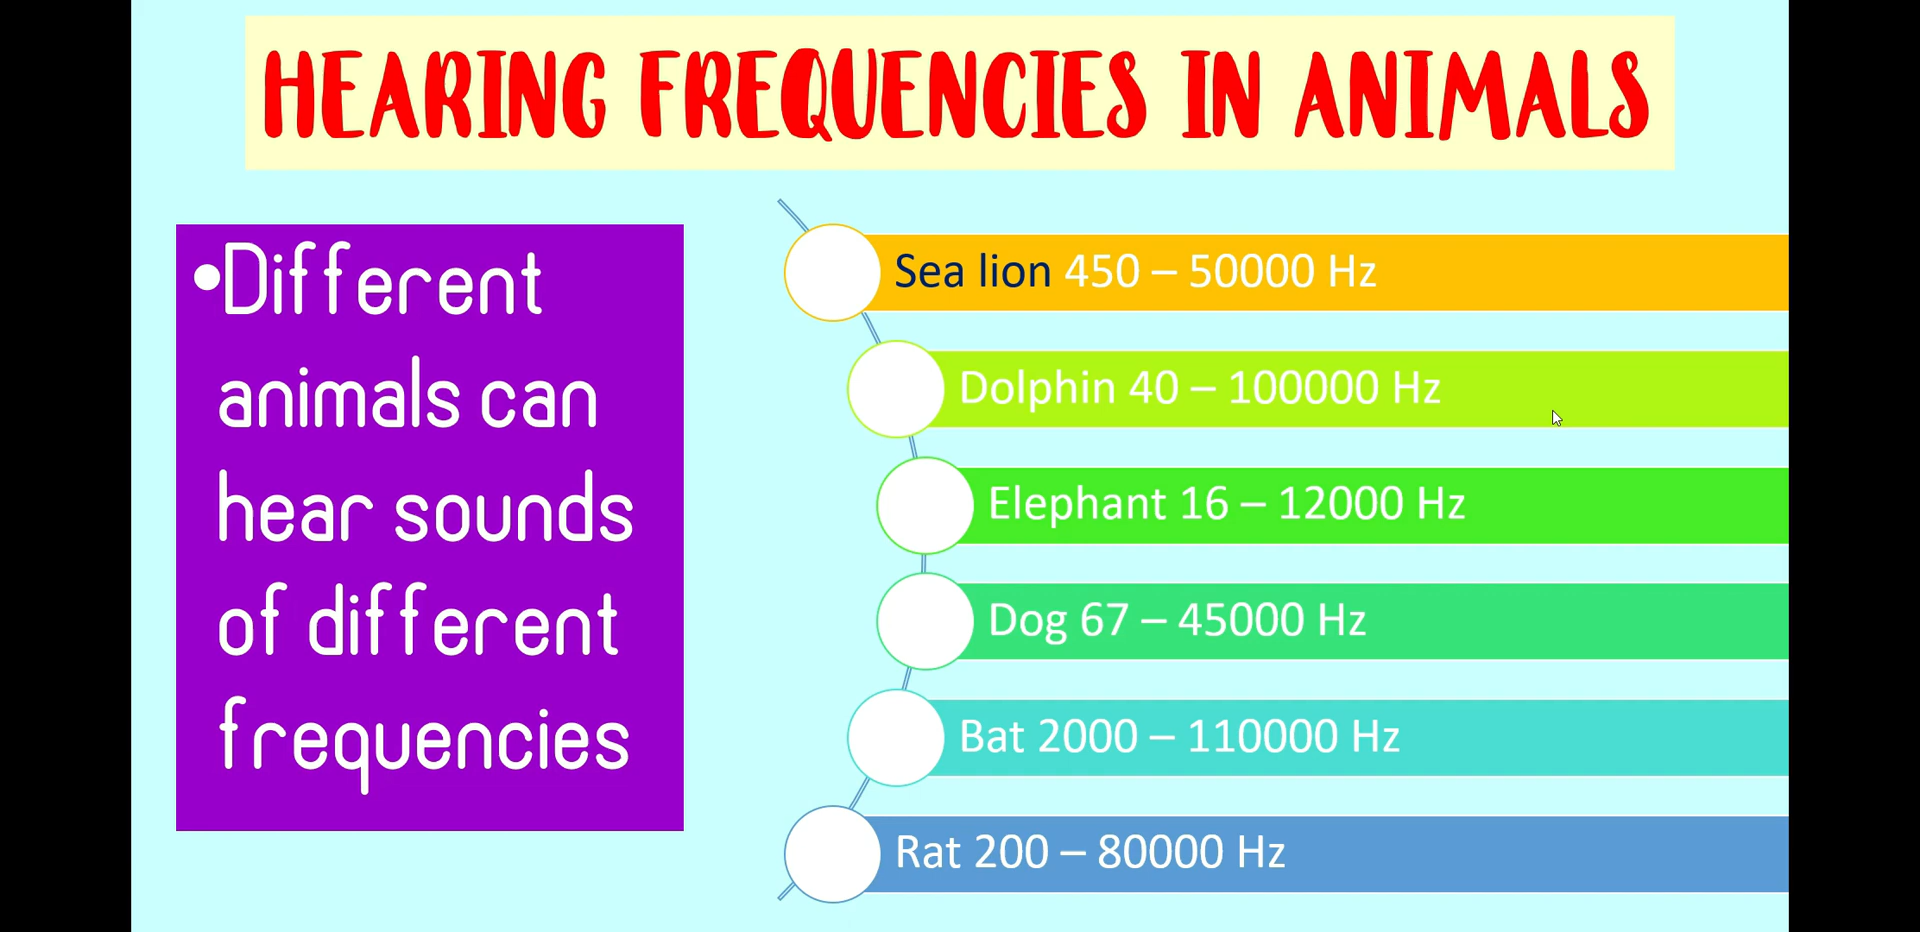 HEARING FREQUENCIES IN ANIMALS
•Different
animals can
hear sounds
of different
frequencies
Sea lion 450 – 50000 Hz
Dolphin 40 – 100000 Hz
Elephant 16 – 12000 Hz
Dog 67 – 45000 Hz
Bat 2000 – 110000 Hz
Rat 200 – 80000 Hz